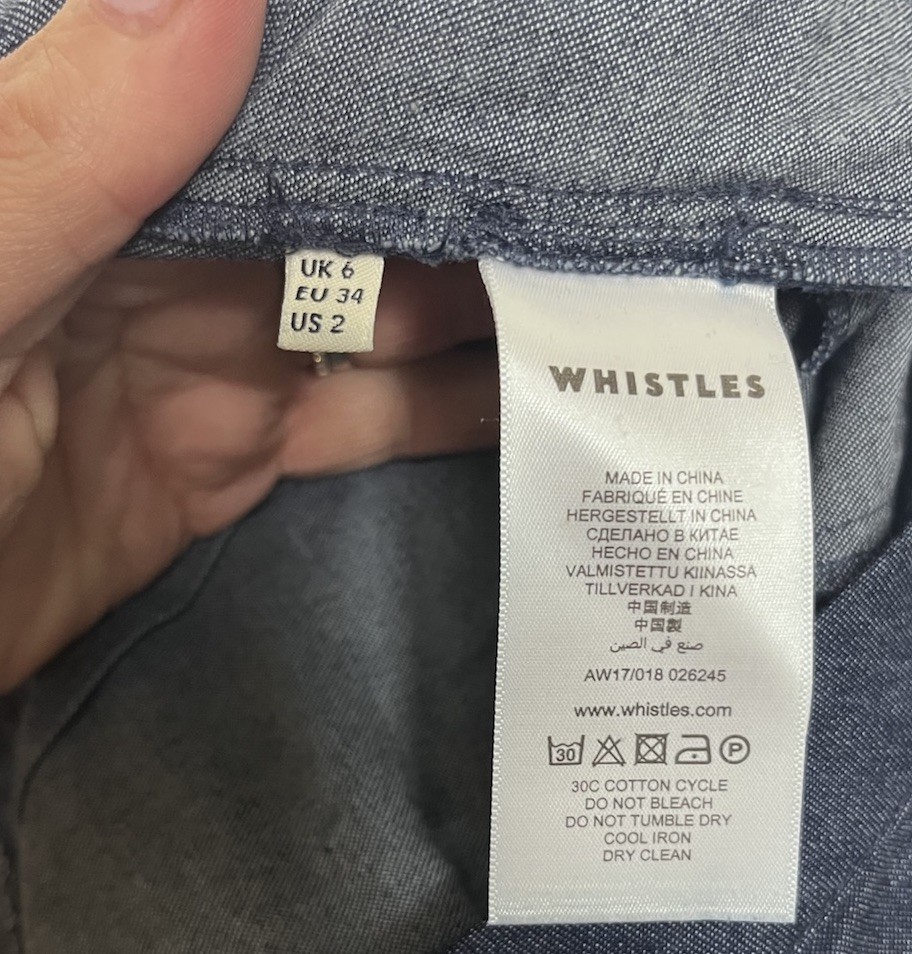 UK 6
EU 34
US 2
WHISTLES
MADE IN CHINA
FABRIQUÉ EN CHINE
HERGESTELLT IN CHINA
СДЕЛАНО В КИТАЕ
HECHO EN CHINA
VALMISTETTU KIINASSA
TILLVERKAD I KINA
中国制造
中国製
صنع في الصين
AW17/018 026245
www.whistles.com
30 P
30C COTTON CYCLE
DO NOT BLEACH
DO NOT TUMBLE DRY
COOL IRON
DRY CLEAN